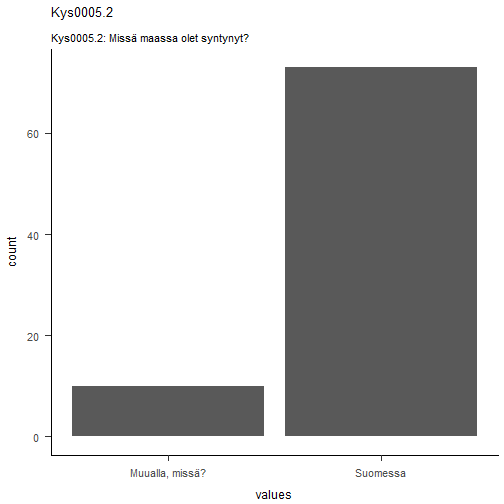 Kys0005.2
Kys0005.2: Missä maassa olet syntynyt?
count
60
40
20
0
Muualla, missä?
Suomessa
values